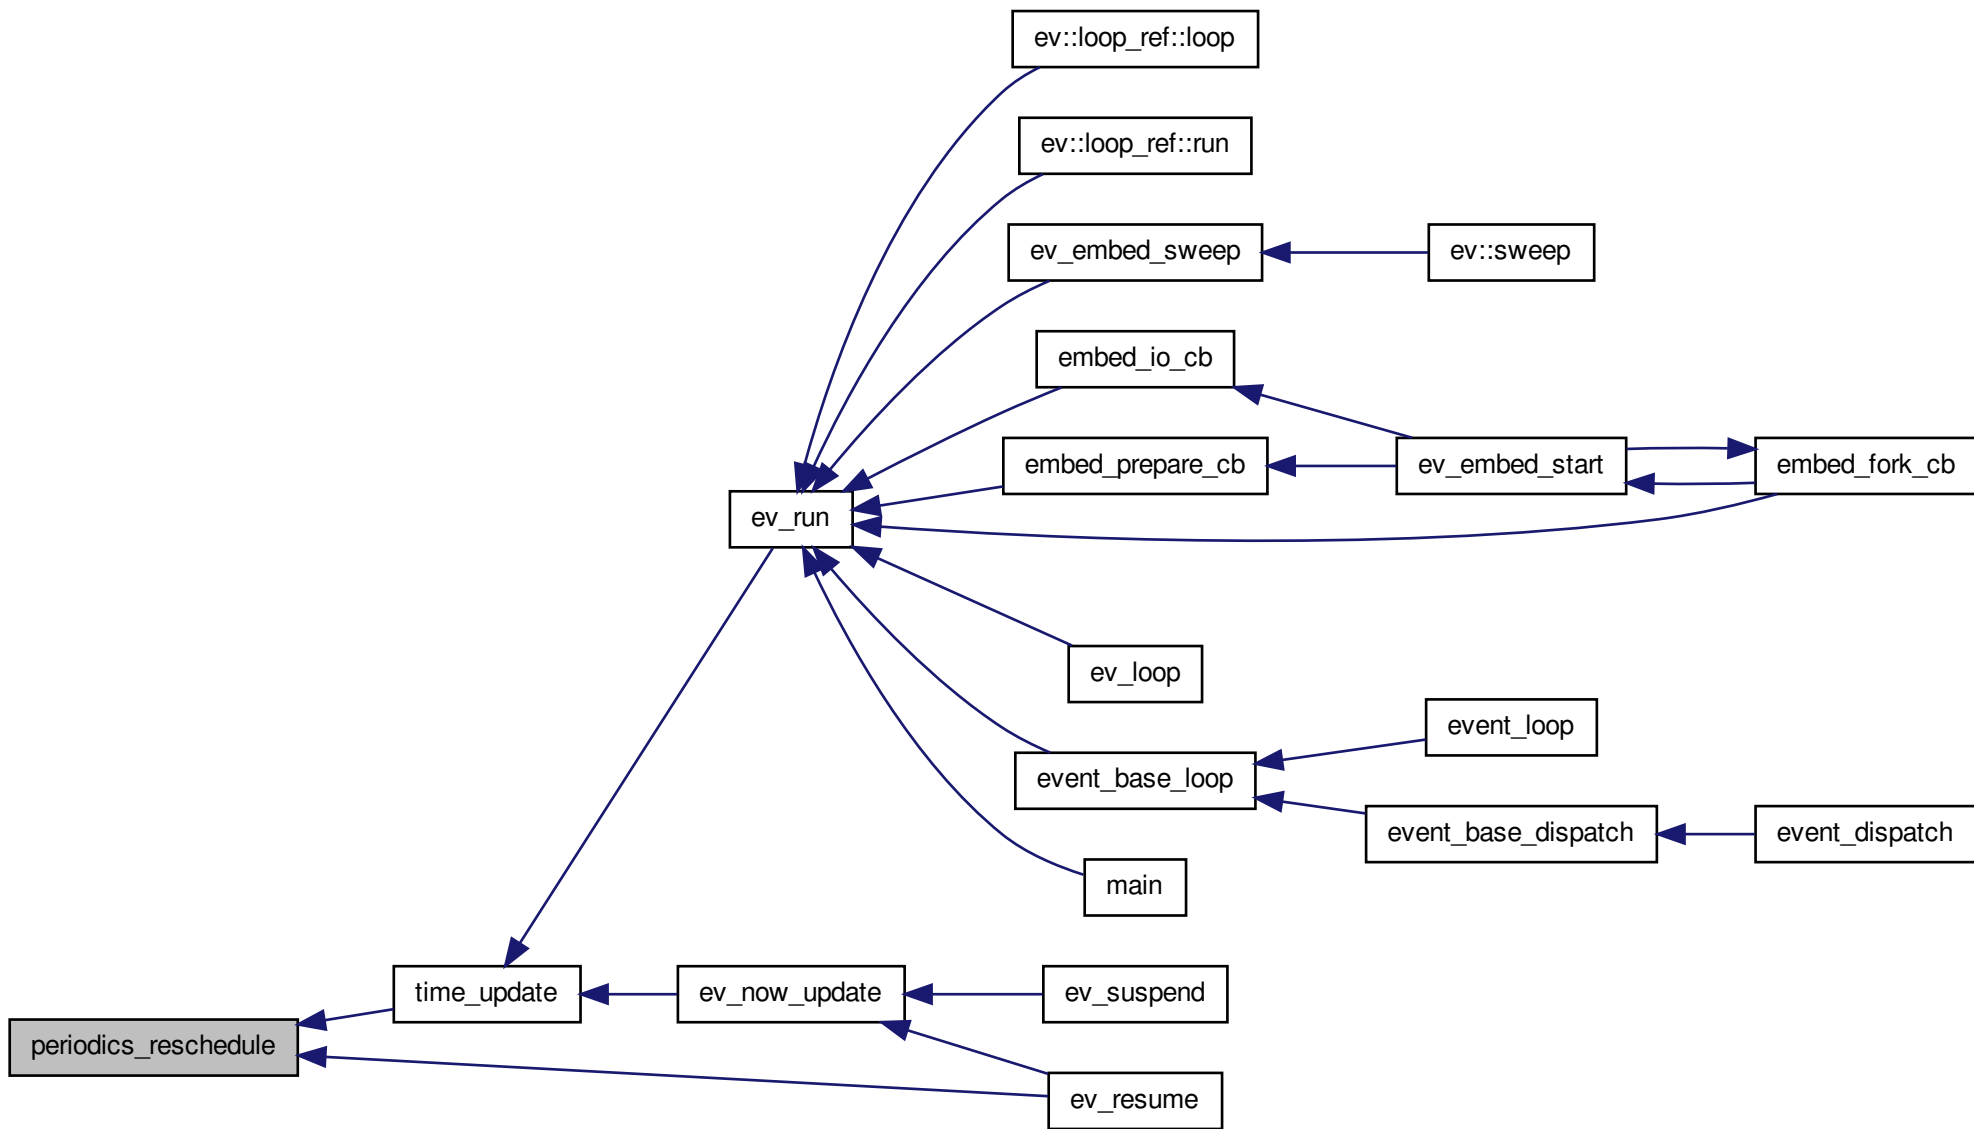 ev::loop_ref::loop
ev::loop_ref::run
ev_embed_sweep
ev::sweep
embed_io_cb
embed_prepare_cb
ev_embed_start
embed_fork_cb
ev_run
ev_loop
event_loop
event_base_loop
event_base_dispatch
event_dispatch
main
time_update
ev_now_update
ev_suspend
periodics_reschedule
ev_resume